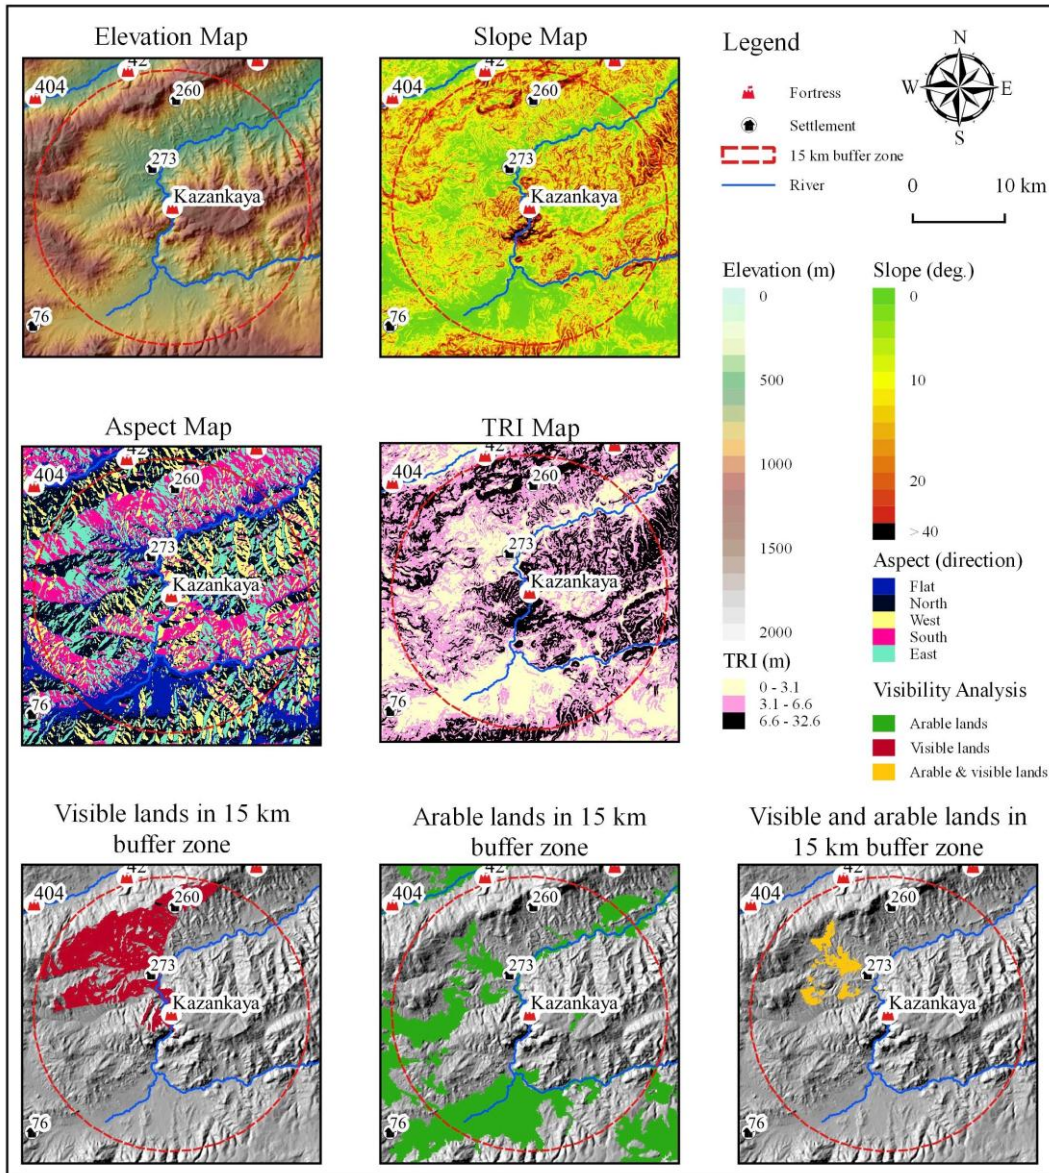 Elevation Map
42
404
260
273
Kazankaya
76
Slope Map
42
404
260
273
Kazankaya
76
Legend
Fortress
Settlement
15 km buffer zone
River
N
W
E
S
0
10 km
Elevation (m)
0
500
1000
1500
2000
Slope (deg.)
0
10
20
> 40
Aspect Map
42
404
260
273
Kazankaya
76
TRI Map
42
404
260
273
Kazankaya
76
TRI (m)
0 - 3.1
3.1 - 6.6
6.6 - 32.6
Aspect (direction)
Flat
North
West
South
East
Visibility Analysis
Arable lands
Visible lands
Arable & visible lands
Visible lands in 15 km
buffer zone
42
404
260
273
Kazankaya
76
Arable lands in 15 km
buffer zone
42
404
260
273
Kazankaya
76
Visible and arable lands in
15 km buffer zone
42
404
260
273
Kazankaya
76